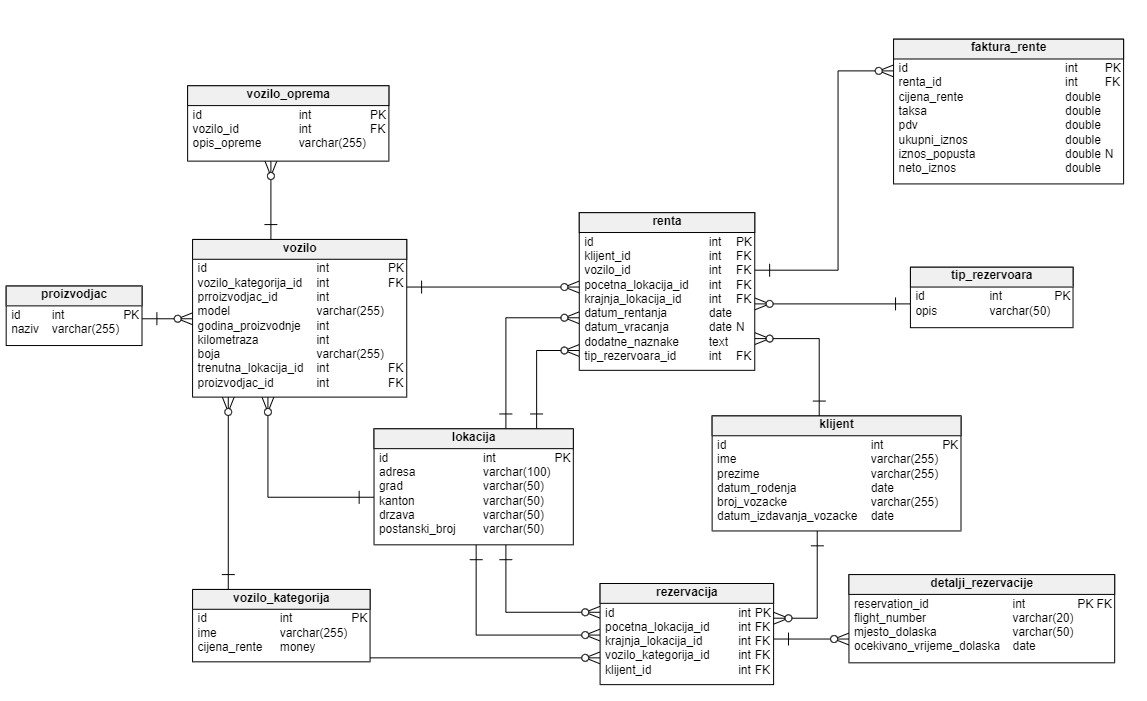 faktura_rente
id int PK
renta_id int FK
cijena_rente double
taksa double
pdv double
ukupni_iznos double
iznos_popusta double N
neto_iznos double
vozilo_oprema
id int PK
vozilo_id int FK
opis_opreme varchar(255)
renta
id int PK
klijent_id int FK
vozilo_id int FK
pocetna_lokacija_id int FK
krajnja_lokacija_id int FK
datum_rentanja date
datum_vracanja date N
dodatne_naznake text
tip_rezervoara_id int FK
vozilo
id int PK
vozilo_kategorija_id int FK
prroizvodjac_id int
model varchar(255)
godina_proizvodnje int
kilometraza int
boja varchar(255)
trenutna_lokacija_id int FK
proizvodjac_id int FK
tip_rezervoara
id int PK
opis varchar(50)
proizvodjac
id int PK
naziv varchar(255)
klijent
id int PK
ime varchar(255)
prezime varchar(255)
datum_rodenja date
broj_vozacke varchar(255)
datum_izdavanja_vozacke date
lokacija
id int PK
adresa varchar(100)
grad varchar(50)
kanton varchar(50)
drzava varchar(50)
postanski_broj varchar(50)
vozilo_kategorija
id int PK
ime varchar(255)
cijena_rente money
rezervacija
id int PK
pocetna_lokacija_id int FK
krajnja_lokacija_id int FK
vozilo_kategorija_id int FK
klijent_id int FK
detalji_rezervacije
reservation_id int PK FK
flight_number varchar(20)
mjesto_dolaska varchar(50)
ocekivano_vrijeme_dolaska date